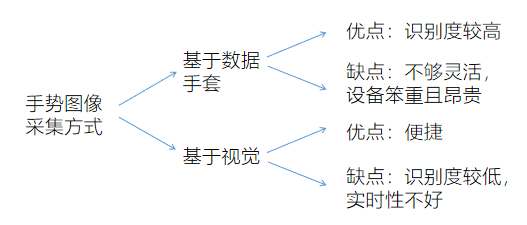 手势图像
采集方式
基于数据
手套
优点：识别度较高
缺点：不够灵活，
设备笨重且昂贵
基于视觉
优点：便捷
缺点：识别度较低，
实时性不好